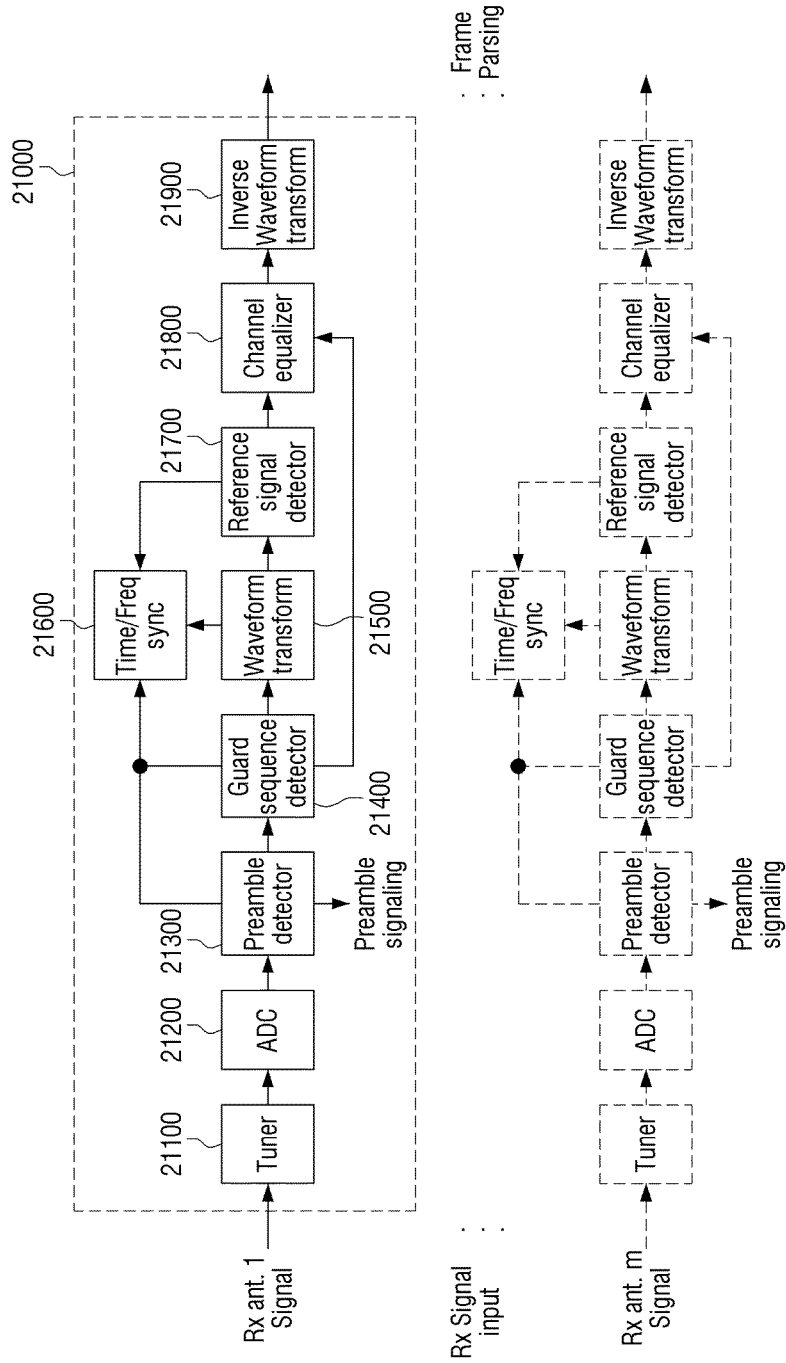 21000
Rx ant. 1
Signal
21100
Tuner
21200
ADC
21300
Preamble
detector
Preamble
signaling
21400
Guard
sequence
detector
21500
Waveform
transform
21600
Time/Freq
sync
21700
Reference
signal
detector
21800
Channel
equalizer
21900
Inverse
Waveform
transform
Rx Signal
input
. . .
. . .
Frame
Parsing
Rx ant. m
Signal
Tuner
ADC
Preamble
detector
Preamble
signaling
Guard
sequence
detector
Waveform
transform
Time/Freq
sync
Reference
signal
detector
Channel
equalizer
Inverse
Waveform
transform